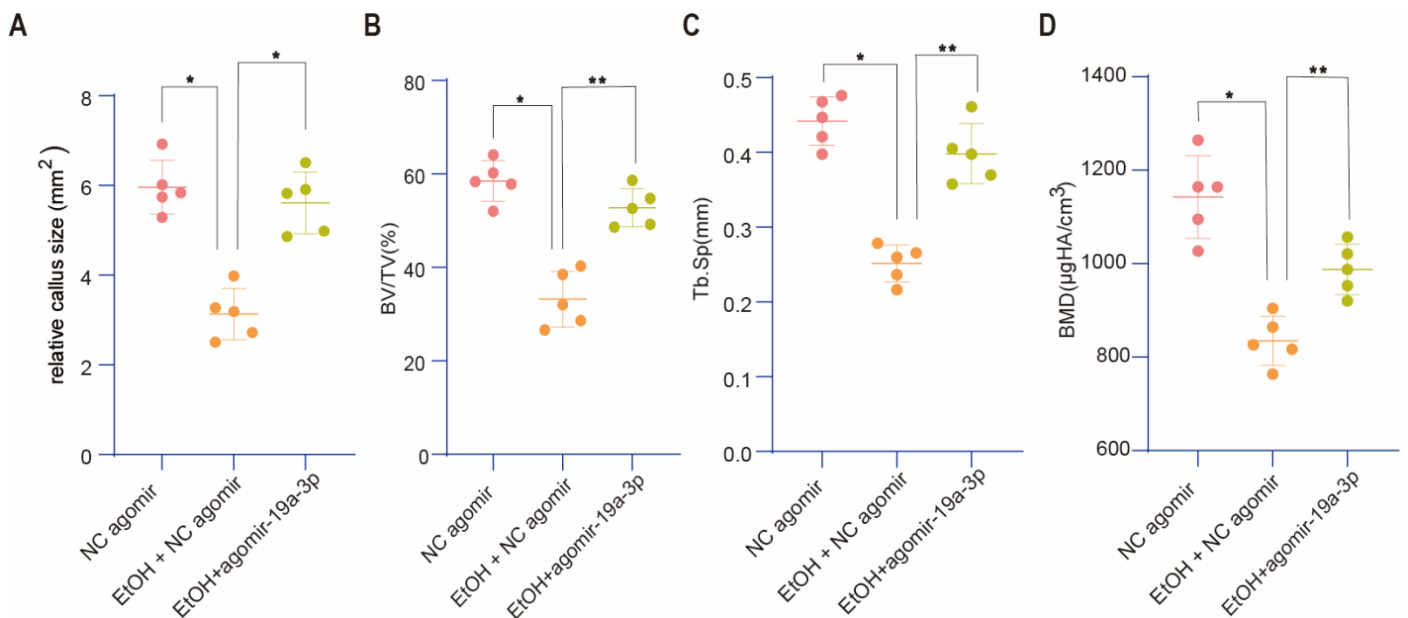 A
relative callus size (mm²)
8
6
4
2
0
*
*
NC agomir
EtOH + NC agomir
EtOH+agomir-19a-3p
B
BV/TV(%)
80
60
40
20
0
*
**
NC agomir
EtOH + NC agomir
EtOH+agomir-19a-3p
C
Tb.Sp(mm)
0.5
0.4
0.3
0.2
0.1
0.0
*
**
NC agomir
EtOH + NC agomir
EtOH+agomir-19a-3p
D
BMD(µgHA/cm³)
1400
1200
1000
800
600
*
**
NC agomir
EtOH + NC agomir
EtOH+agomir-19a-3p